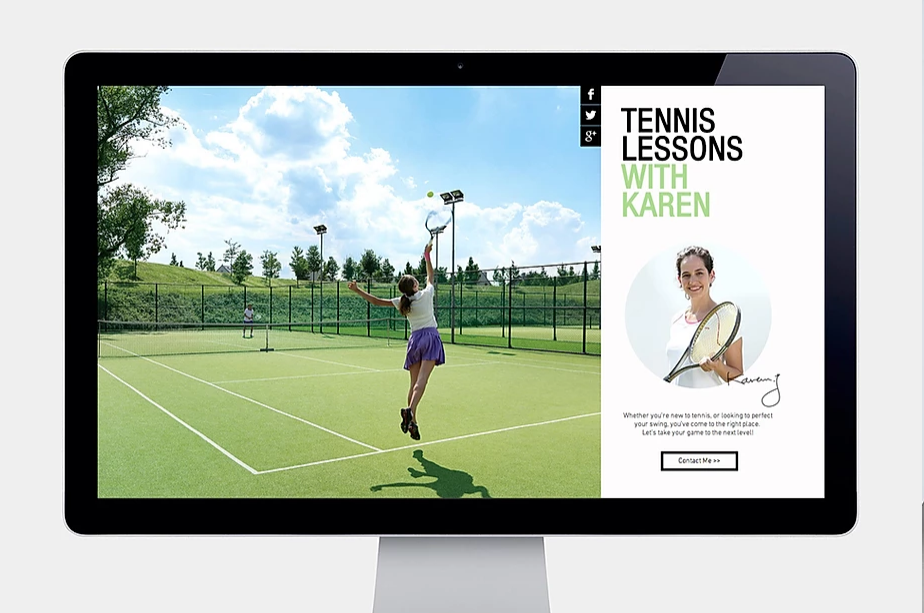 f
g+
TENNIS
LESSONS
WITH
KAREN
Karen J
Whether you're new to tennis, or looking to perfect
your swing, you've come to the right place.
Let's take your game to the next level!
Contact Me >>